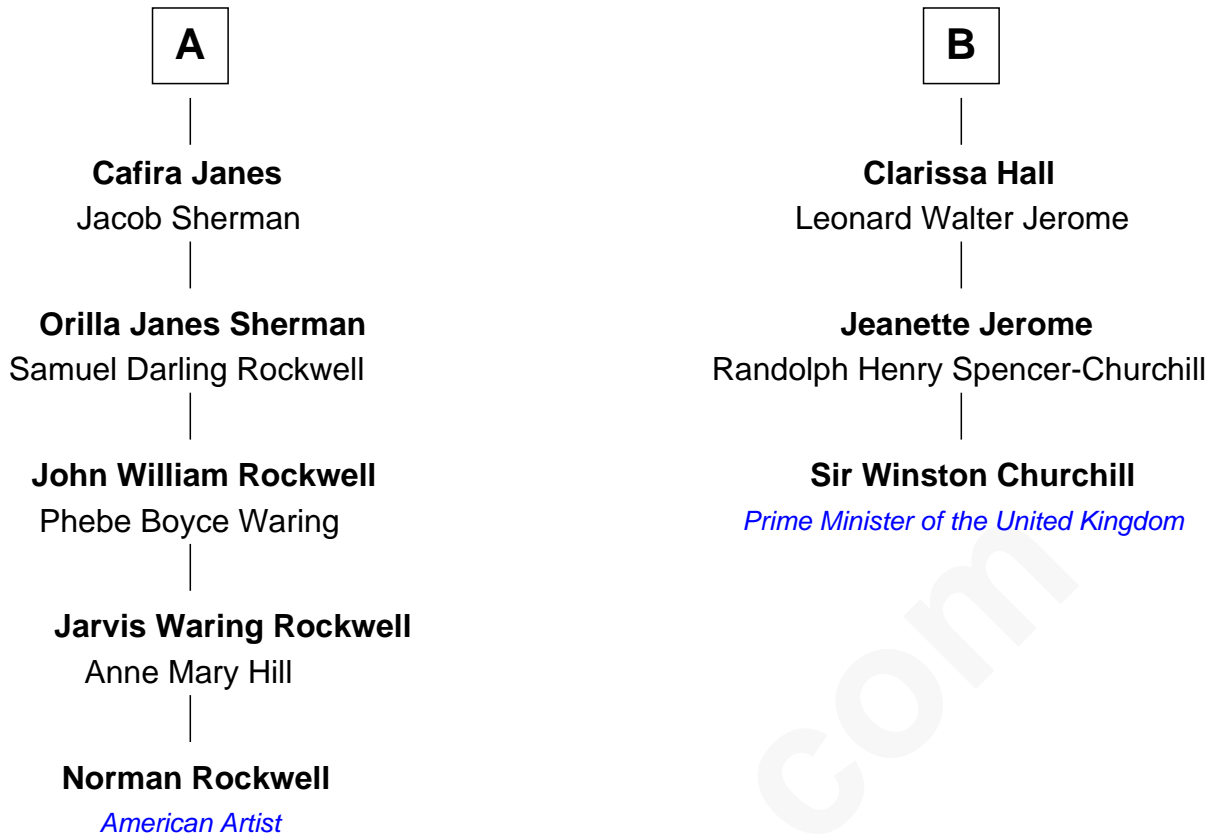 A
Cafira Janes
Jacob Sherman
Orilla Janes Sherman
Samuel Darling Rockwell
John William Rockwell
Phebe Boyce Waring
Jarvis Waring Rockwell
Anne Mary Hill
Norman Rockwell
American Artist
B
Clarissa Hall
Leonard Walter Jerome
Jeanette Jerome
Randolph Henry Spencer-Churchill
Sir Winston Churchill
Prime Minister of the United Kingdom
com